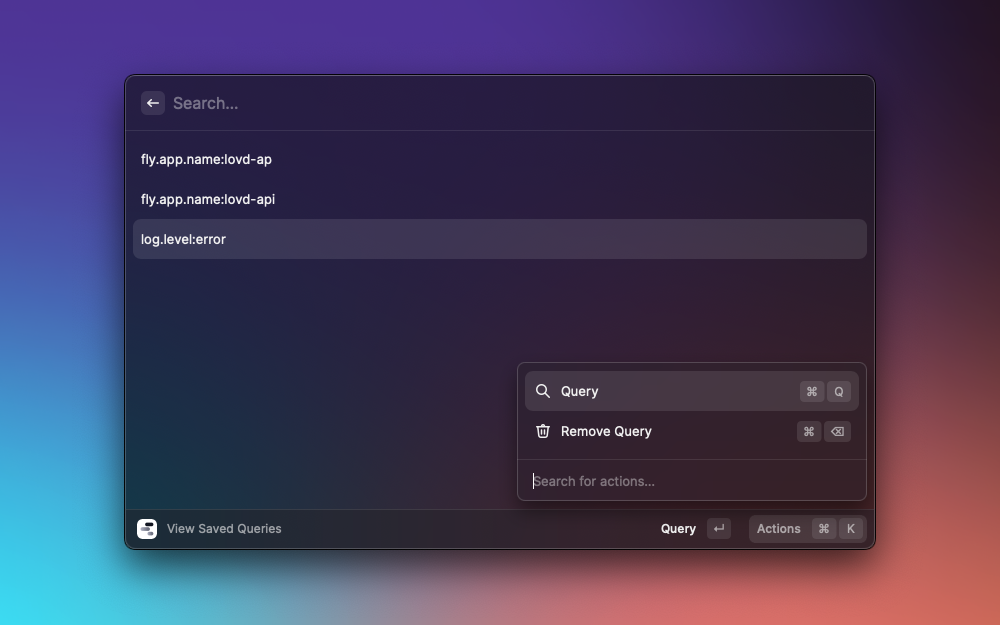 Search...
fly.app.name:lovd-ap
fly.app.name:lovd-api
log.level:error
Query ⌘ Q
Remove Query ⌘ ⌫
Search for actions...
View Saved Queries Query ↵ Actions ⌘ K